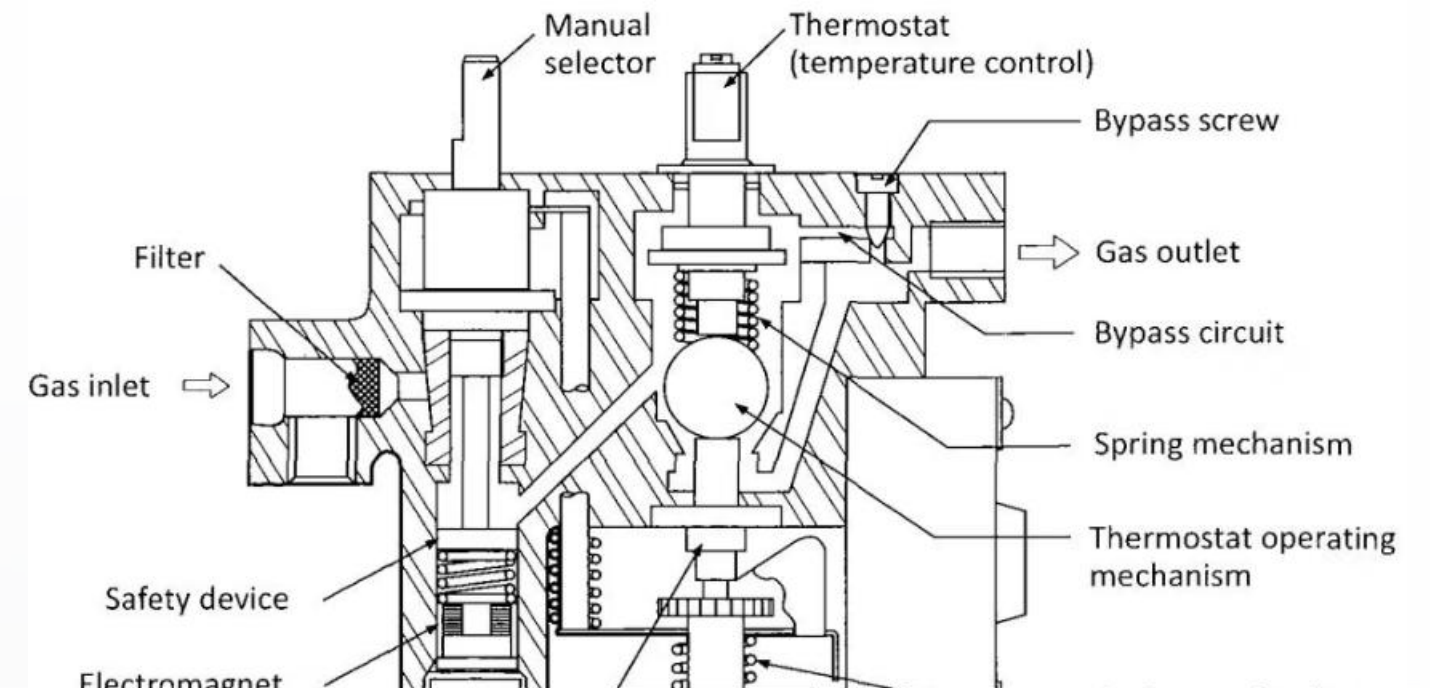 Manual
selector
Thermostat
(temperature control)
Bypass screw
Filter
Gas outlet
Bypass circuit
Gas inlet
Spring mechanism
Thermostat operating
mechanism
Safety device
Electromagnet